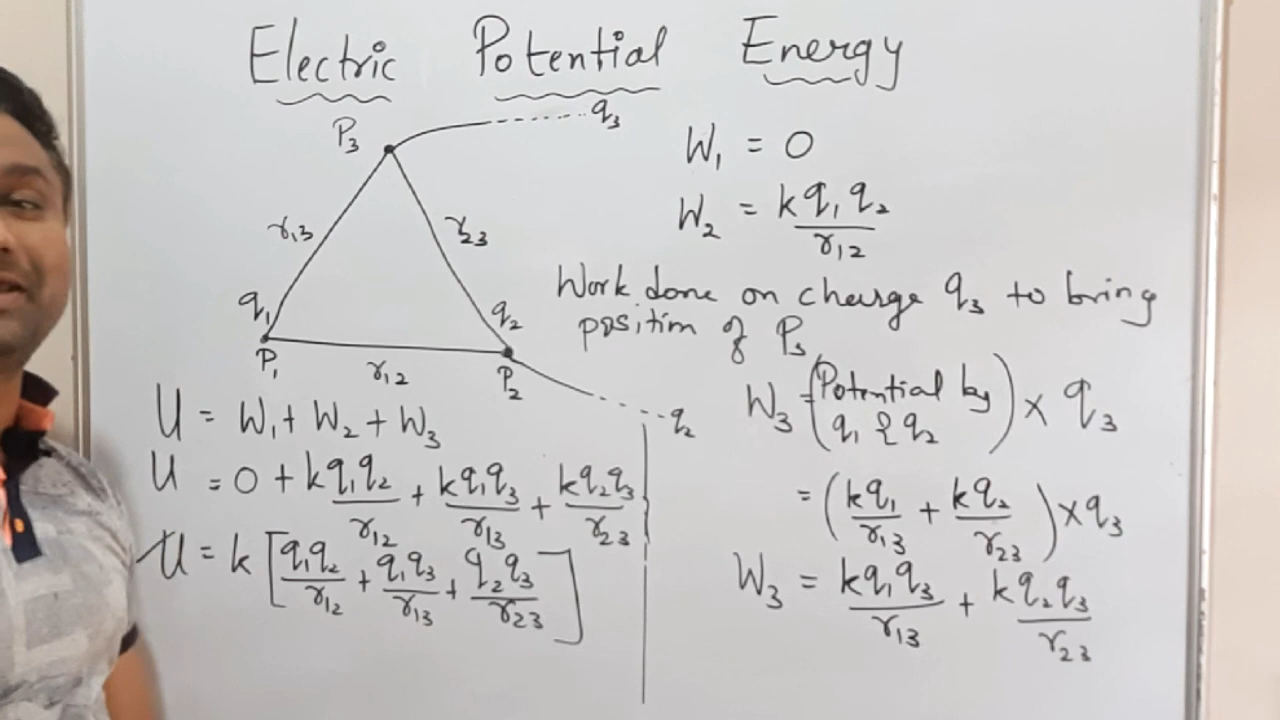 Electric Potential Energy
P₃
q₃
r₁₃
r₂₃
q₁
q₂
P₁
r₁₂
P₂
q₂
W₁ = 0
W₂ = kq₁q₂/r₁₂
Work done on charge q₃ to bring
position of P₃
W₃ = (Potential by q₁ & q₂) × q₃
= (kq₁/r₁₃ + kq₂/r₂₃) × q₃
W₃ = kq₁q₃/r₁₃ + kq₂q₃/r₂₃
U = W₁ + W₂ + W₃
U = 0 + kq₁q₂/r₁₂ + kq₁q₃/r₁₃ + kq₂q₃/r₂₃
U = k[q₁q₂/r₁₂ + q₁q₃/r₁₃ + q₂q₃/r₂₃]